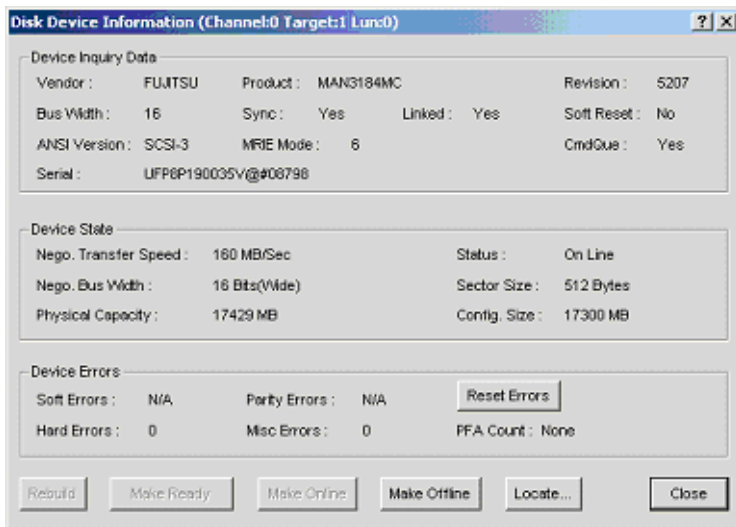 Disk Device Information (Channel:0 Target:1 Lun:0)
Device Inquiry Data
Vendor : FUJITSU Product : MAN3184MC Revision : 5207
Bus Width : 16 Sync : Yes Linked : Yes Soft Reset : No
ANSI Version : SCSI-3 MRIE Mode : 6 CmdQue : Yes
Serial : UFP8P190035V@#08798
Device State
Nego. Transfer Speed : 160 MB/Sec Status : On Line
Nego. Bus Width : 16 Bits(Wide) Sector Size : 512 Bytes
Physical Capacity : 17429 MB Config. Size : 17300 MB
Device Errors
Soft Errors : N/A Parity Errors : N/A Reset Errors
Hard Errors : 0 Misc Errors : 0 PFA Count : None
Rebuild Make Ready Make Online Make Offline Locate... Close